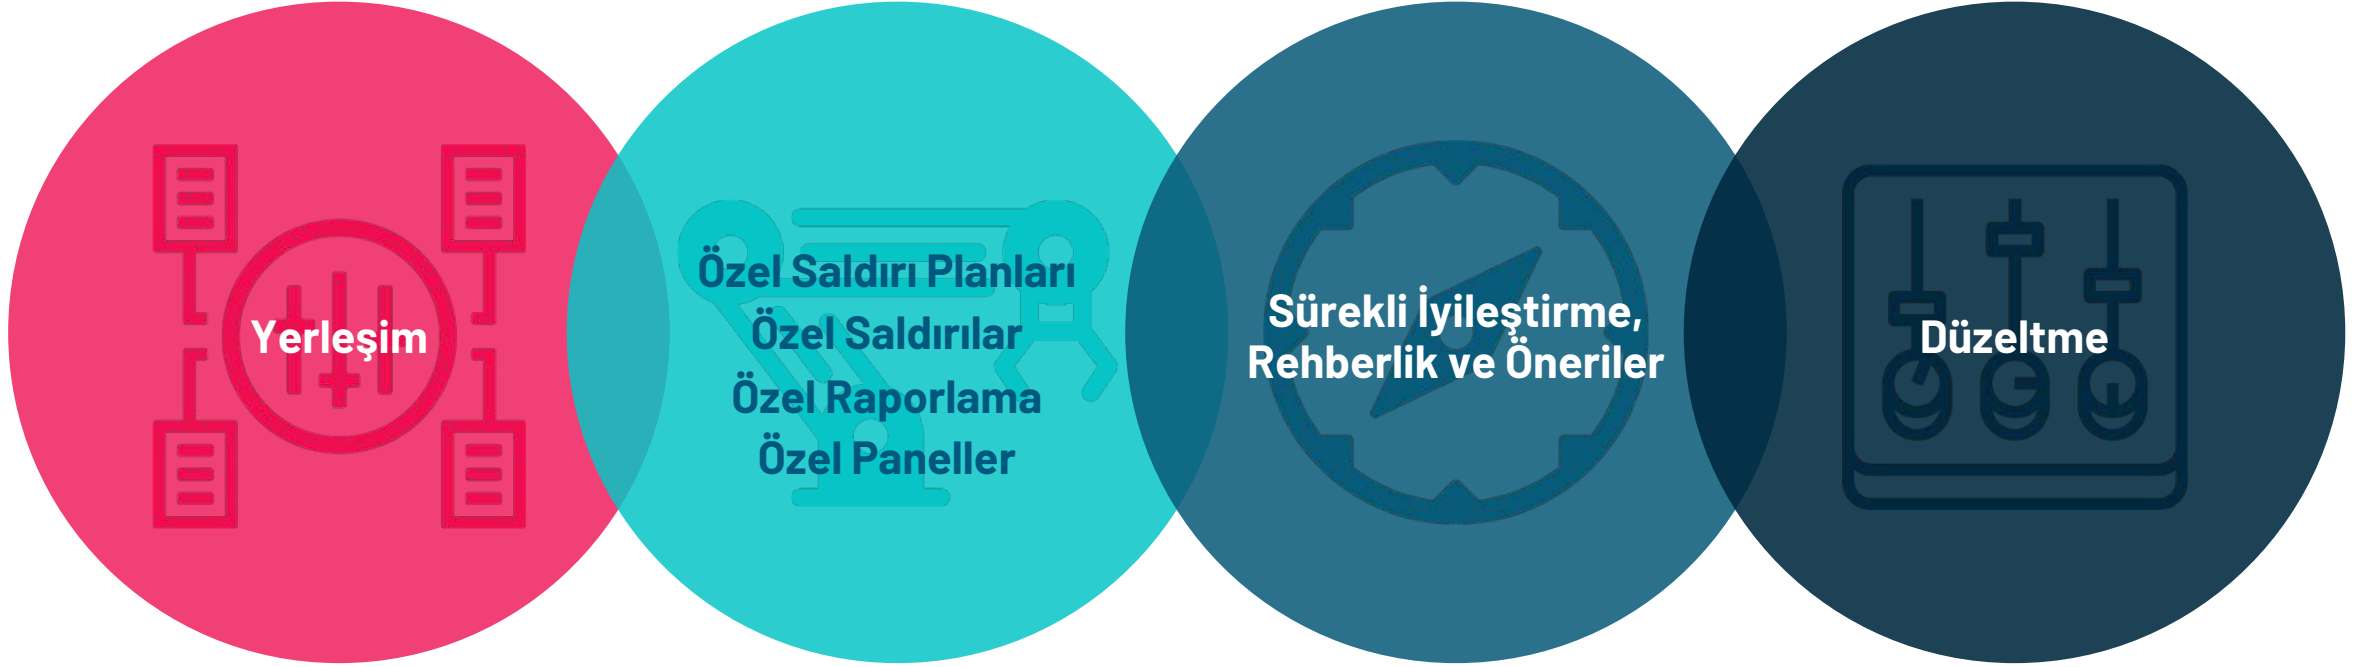 Yerleşim
Özel Saldırı Planları
Özel Saldırılar
Özel Raporlama
Özel Paneller
Sürekli İyileştirme,
Rehberlik ve Öneriler
Düzeltme